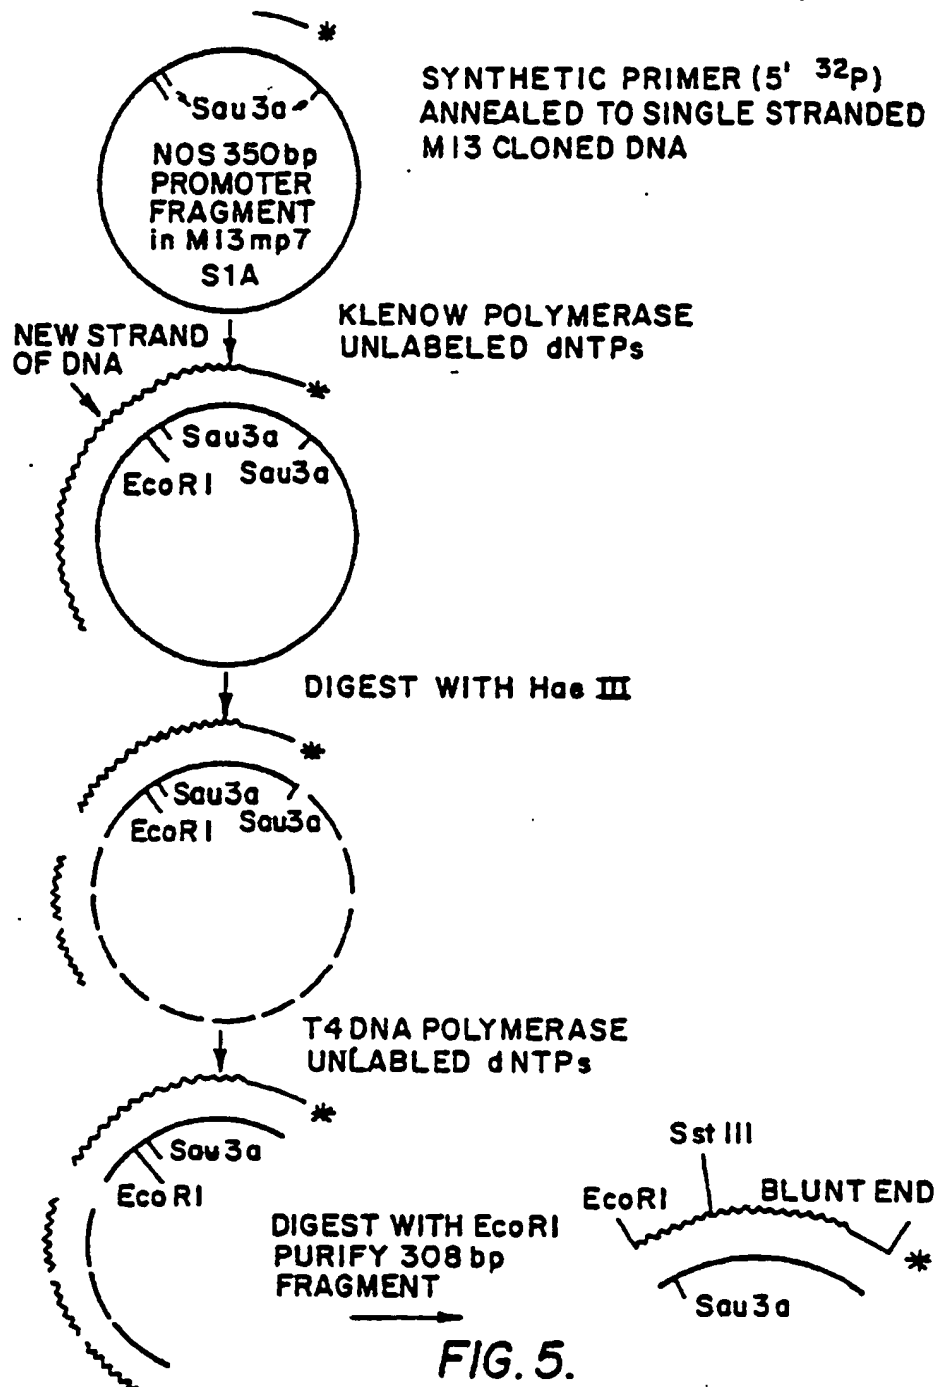 *
SYNTHETIC PRIMER (5' 32P)
ANNEALED TO SINGLE STRANDED
M13 CLONED DNA
Sau3a
NOS 350bp
PROMOTER
FRAGMENT
in M13mp7
S1A
KLENOW POLYMERASE
UNLABELED dNTPs
NEW STRAND
OF DNA
*
Sau3a
EcoRI Sau3a
DIGEST WITH Hae III
*
Sau3a
EcoRI Sau3a
T4 DNA POLYMERASE
UNLABLED dNTPs
*
Sau3a
EcoRI
DIGEST WITH EcoRI
PURIFY 308bp
FRAGMENT
Sst III
EcoRI BLUNT END
*
Sau3a
FIG. 5.